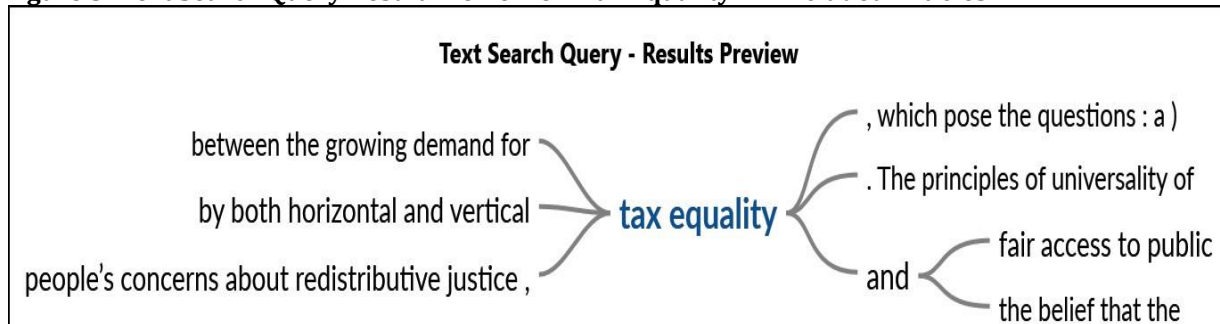 Text Search Query - Results Preview
between the growing demand for
by both horizontal and vertical
people’s concerns about redistributive justice ,
tax equality
, which pose the questions : a )
. The principles of universality of
and
fair access to public
the belief that the